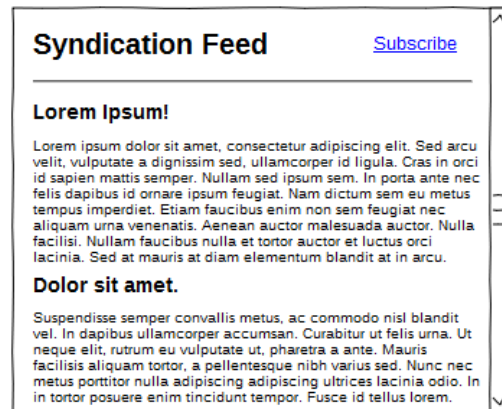 Syndication Feed Subscribe
Lorem Ipsum!
Lorem ipsum dolor sit amet, consectetur adipiscing elit. Sed arcu
velit, vulputate a dignissim sed, ullamcorper id ligula. Cras in orci
id sapien mattis semper. Nullam sed ipsum sem. In porta ante nec
felis dapibus id ornare ipsum feugiat. Nam dictum sem eu metus
tempus imperdiet. Etiam faucibus enim non sem feugiat nec
aliquam urna venenatis. Aenean auctor malesuada auctor. Nulla
facilisi. Nullam faucibus nulla et tortor auctor et luctus orci
lacinia. Sed at mauris at diam elementum blandit at in arcu.
Dolor sit amet.
Suspendisse semper convallis metus, ac commodo nisl blandit
vel. In dapibus ullamcorper accumsan. Curabitur ut felis urna. Ut
neque elit, rutrum eu vulputate ut, pharetra a ante. Mauris
facilisis aliquam tortor, a pellentesque nibh varius sed. Nunc nec
metus porttitor nulla adipiscing adipiscing ultrices lacinia odio. In
in tortor posuere enim tincidunt tempor. Fusce id tellus lorem.